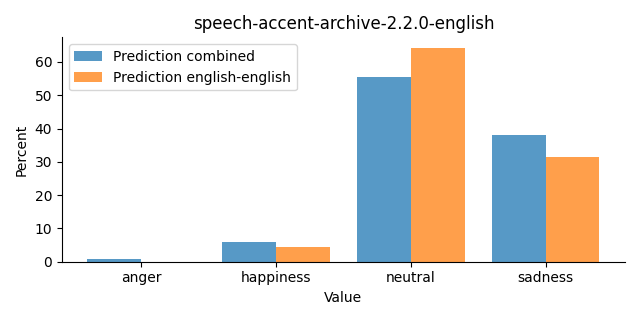 speech-accent-archive-2.2.0-english
Prediction combined
Prediction english-english
Percent
60
50
40
30
20
10
0
anger happiness neutral sadness
Value